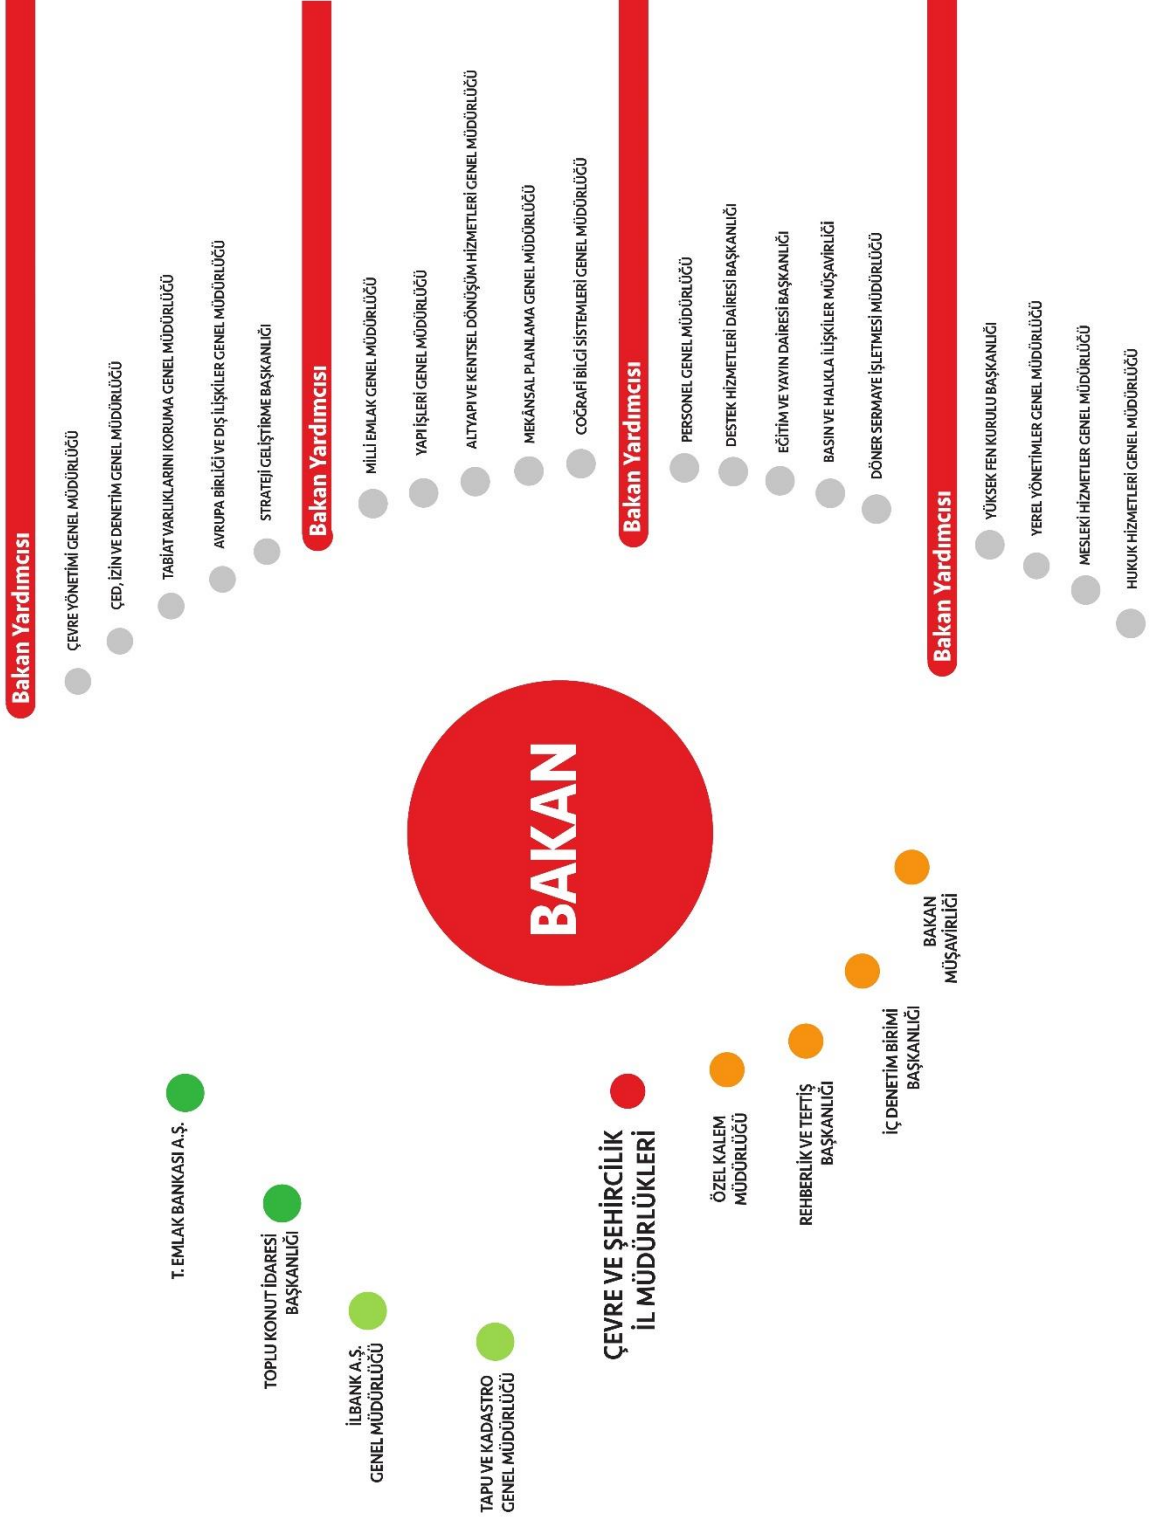 Bakan Yardımcısı
ÇEVRE YÖNETİMİ GENEL MÜDÜRLÜĞÜ
ÇED, İZİN VE DENETİM GENEL MÜDÜRLÜĞÜ
TABİAT VARLIKLARINI KORUMA GENEL MÜDÜRLÜĞÜ
AVRUPA BİRLİĞİ VE DIŞ İLİŞKİLER GENEL MÜDÜRLÜĞÜ
STRATEJİ GELİŞTİRME BAŞKANLIĞI
Bakan Yardımcısı
MİLLİ EMLAK GENEL MÜDÜRLÜĞÜ
YAPI İŞLERİ GENEL MÜDÜRLÜĞÜ
ALTYAPI VE KENTSEL DÖNÜŞÜM HİZMETLERİ GENEL MÜDÜRLÜĞÜ
MEKÂNSAL PLANLAMA GENEL MÜDÜRLÜĞÜ
COĞRAFİ BİLGİ SİSTEMLERİ GENEL MÜDÜRLÜĞÜ
Bakan Yardımcısı
PERSONEL GENEL MÜDÜRLÜĞÜ
DESTEK HİZMETLERİ DAİRESİ BAŞKANLIĞI
EĞİTİM VE YAYIN DAİRESİ BAŞKANLIĞI
BASIN VE HALKLA İLİŞKİLER MÜŞAVİRLİĞİ
DÖNER SERMAYE İŞLETMESİ MÜDÜRLÜĞÜ
Bakan Yardımcısı
YÜKSEK FEN KURULU BAŞKANLIĞI
YEREL YÖNETİMLER GENEL MÜDÜRLÜĞÜ
MESLEKİ HİZMETLER GENEL MÜDÜRLÜĞÜ
HUKUK HİZMETLERİ GENEL MÜDÜRLÜĞÜ
BAKAN
T. EMLAK BANKASI A.Ş.
TOPLU KONUT İDARESİ
BAŞKANLIĞI
İLBANK A.Ş.
GENEL MÜDÜRLÜĞÜ
TAPU VE KADASTRO
GENEL MÜDÜRLÜĞÜ
ÇEVRE VE ŞEHİRCİLİK
İL MÜDÜRLÜKLERİ
ÖZEL KALEM
MÜDÜRLÜĞÜ
REHBERLİK VE TEFTİŞ
BAŞKANLIĞI
İÇ DENETİM BİRİMİ
BAŞKANLIĞI
BAKAN
MÜŞAVİRLİĞİ